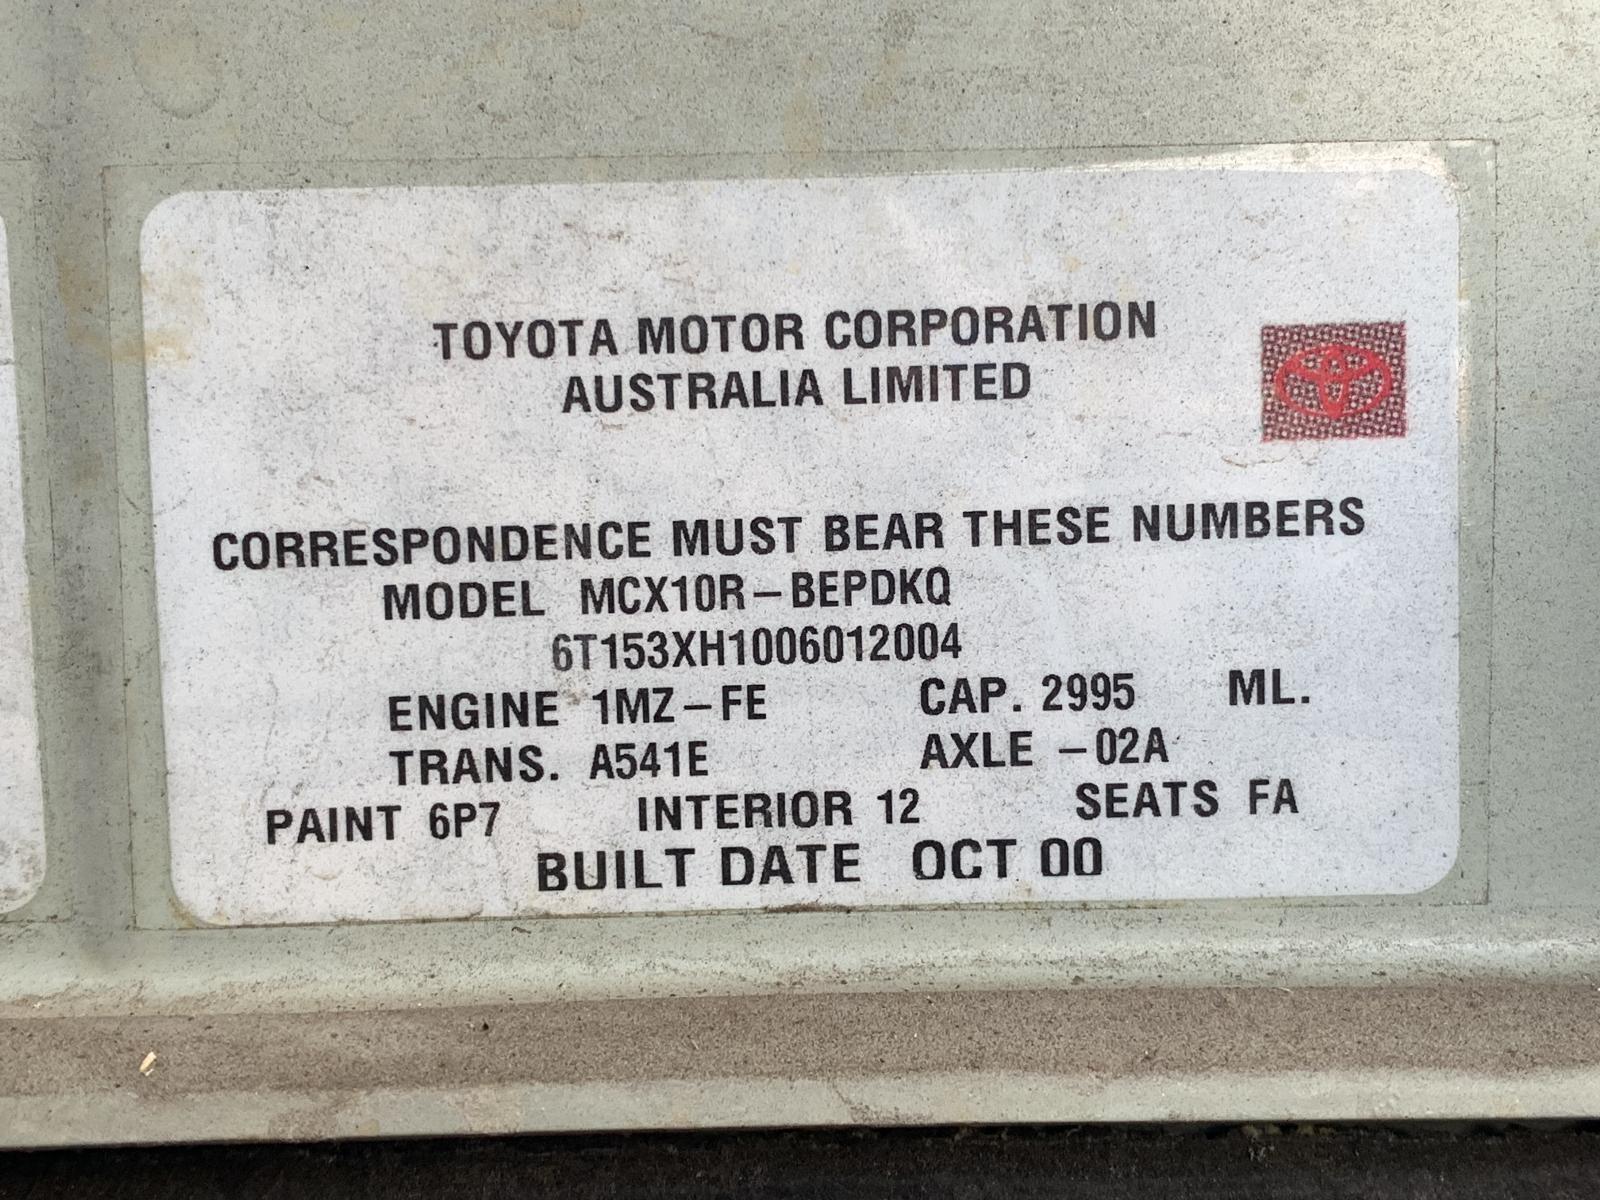 TOYOTA MOTOR CORPORATION
AUSTRALIA LIMITED
CORRESPONDENCE MUST BEAR THESE NUMBERS
MODEL MCX10R-BEPDKQ
6T153XH1006012004
ENGINE 1MZ-FE CAP. 2995 ML.
TRANS. A541E AXLE -02A
PAINT 6P7 INTERIOR 12 SEATS FA
BUILT DATE OCT 00